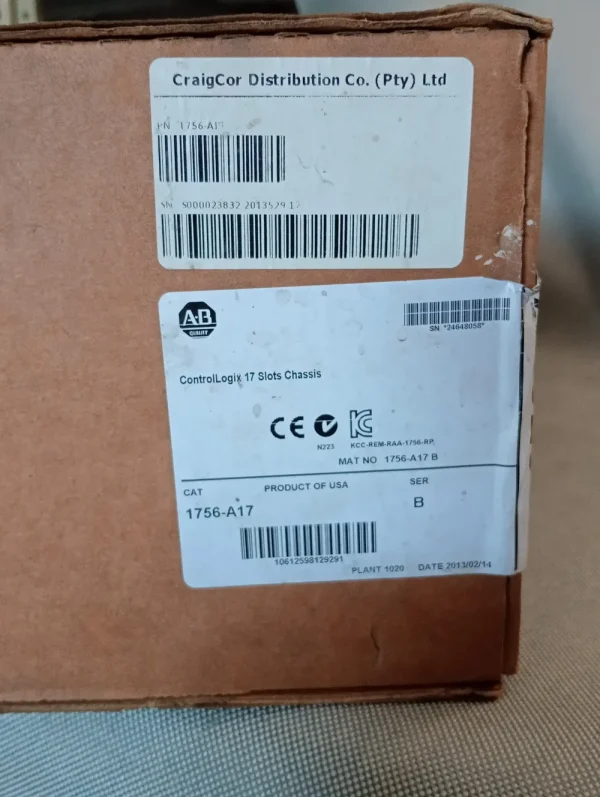 CraigCor Distribution Co. (Pty) Ltd
PN 1756-A17
SN S000023832 2013529 12
A-B
QUALITY
SN "24648058"
ControlLogix 17 Slots Chassis
CE
N223 KCC-REM-RAA-1756-RP.
MAT NO 1756-A17 B
CAT PRODUCT OF USA SER
1756-A17 B
10612598129291
PLANT 1020 DATE 2013/02/14